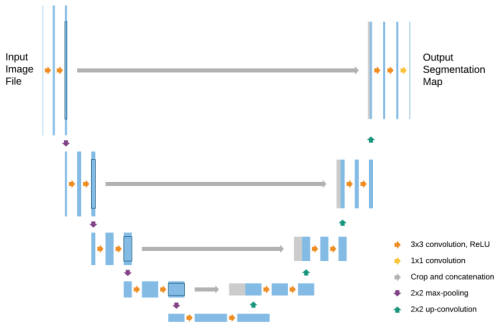 Input
Image
File
Output
Segmentation
Map
3x3 convolution, ReLU
1x1 convolution
Crop and concatenation
2x2 max-pooling
2x2 up-convolution